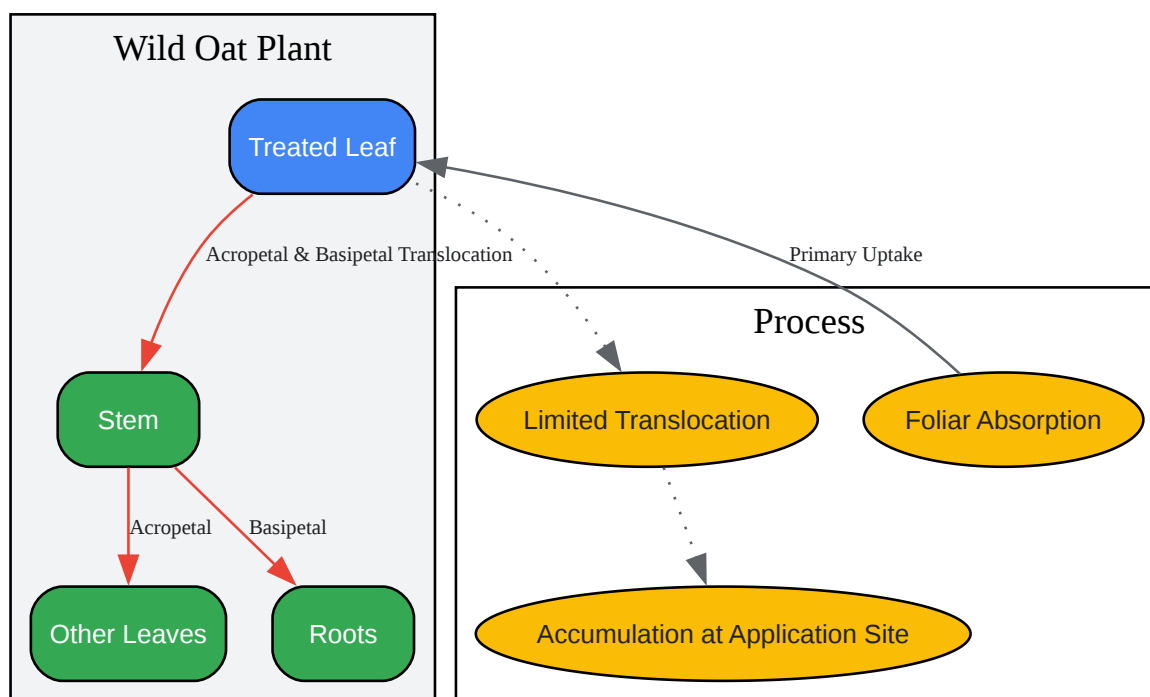 Wild Oat Plant
Treated Leaf
Acropetal & Basipetal Translocation
Primary Uptake
Process
Stem
Limited Translocation
Foliar Absorption
Acropetal
Basipetal
Other Leaves
Roots
Accumulation at Application Site